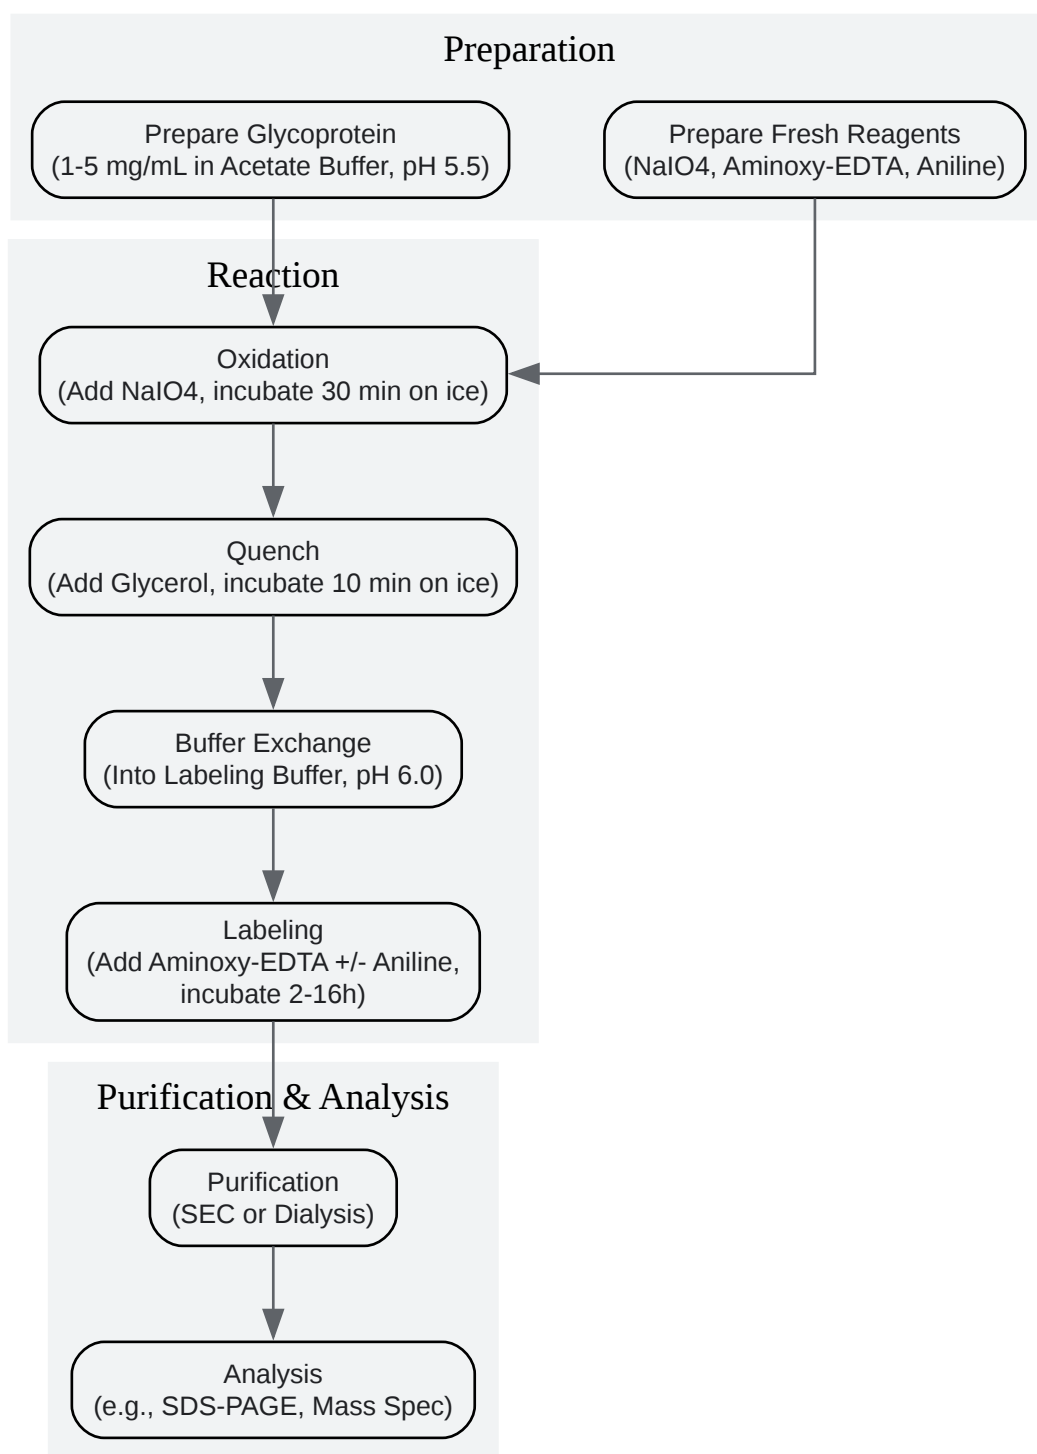 Preparation
Prepare Glycoprotein
(1-5 mg/mL in Acetate Buffer, pH 5.5)
Prepare Fresh Reagents
(NaIO4, Aminoxy-EDTA, Aniline)
Reaction
Oxidation
(Add NaIO4, incubate 30 min on ice)
Quench
(Add Glycerol, incubate 10 min on ice)
Buffer Exchange
(Into Labeling Buffer, pH 6.0)
Labeling
(Add Aminoxy-EDTA +/- Aniline,
incubate 2-16h)
Purification & Analysis
Purification
(SEC or Dialysis)
Analysis
(e.g., SDS-PAGE, Mass Spec)